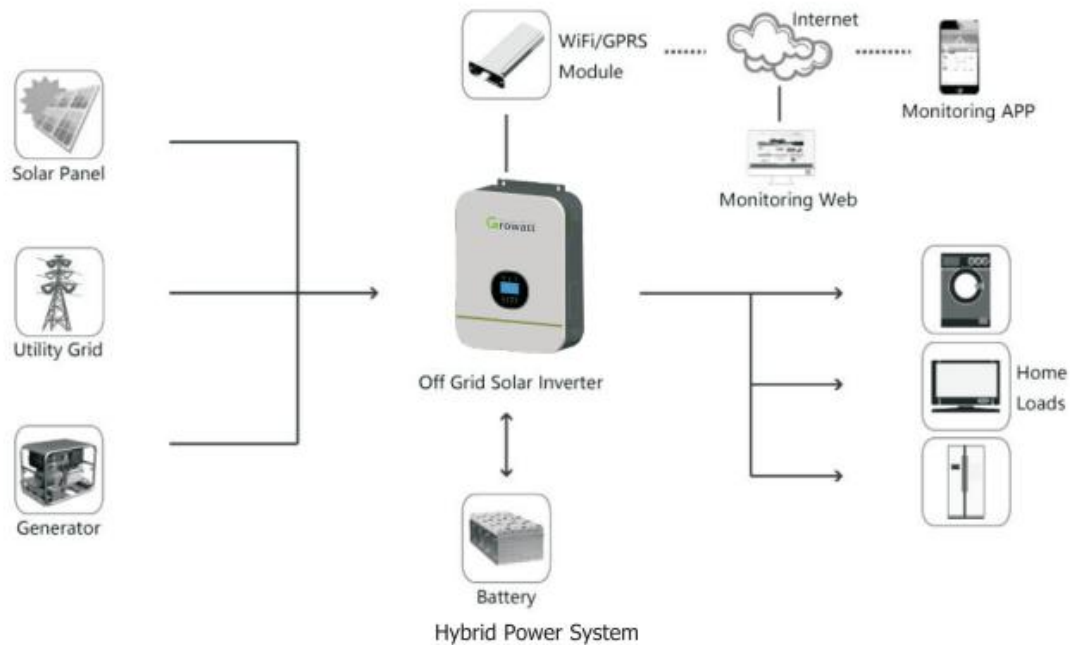 Internet
WiFi/GPRS
Module
Monitoring APP
Solar Panel
Monitoring Web
Growatt
Utility Grid
Off Grid Solar Inverter
Home
Loads
Generator
Battery
Hybrid Power System